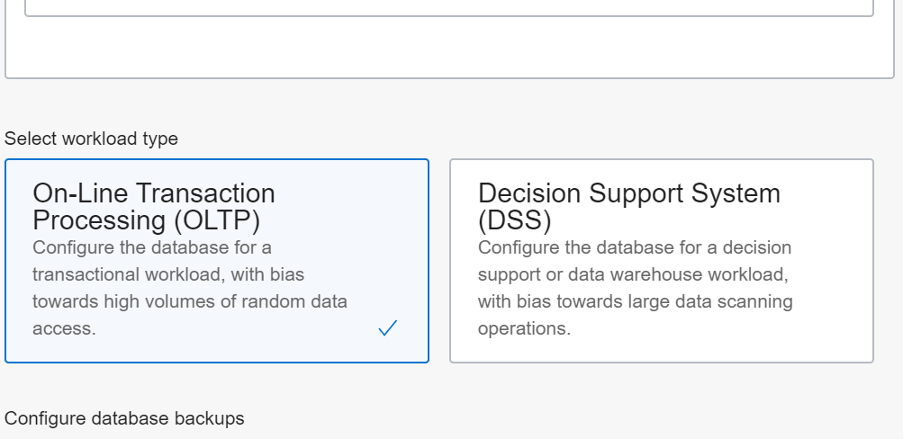 Select workload type
On-Line Transaction
Processing (OLTP)
Configure the database for a
transactional workload, with bias
towards high volumes of random data
access.
Decision Support System
(DSS)
Configure the database for a decision
support or data warehouse workload,
with bias towards large data scanning
operations.
Configure database backups